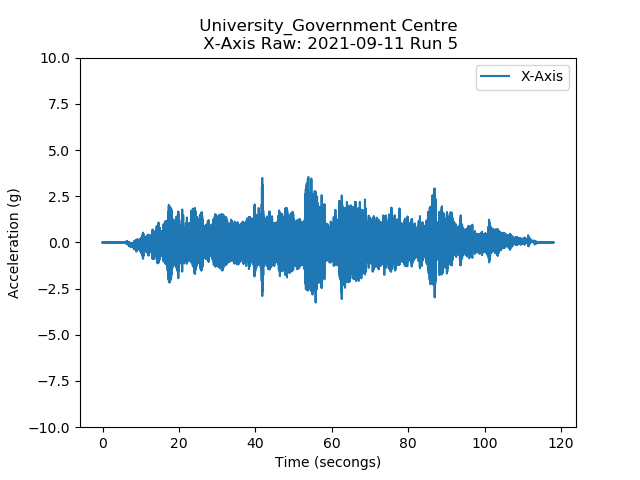 University_Government Centre
X-Axis Raw: 2021-09-11 Run 5
X-Axis
10.0
7.5
5.0
2.5
0.0
−2.5
−5.0
−7.5
−10.0
Acceleration (g)
0 20 40 60 80 100 120
Time (secongs)